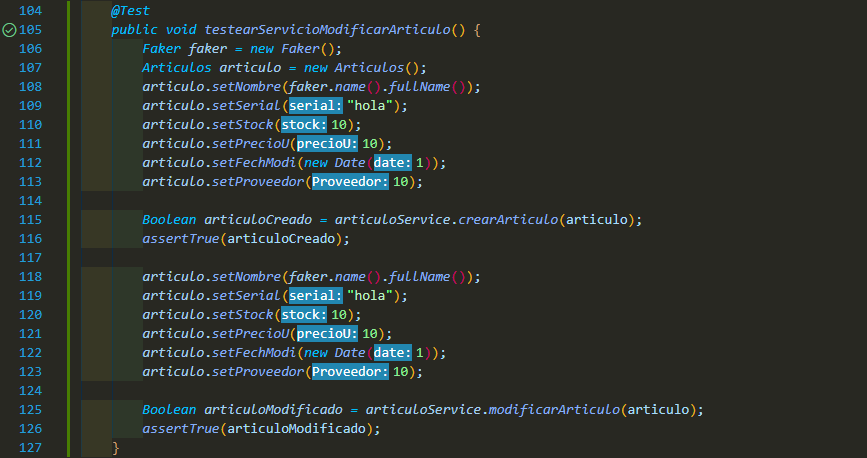 104 @Test
105 public void testearServicioModificarArticulo() {
106 Faker faker = new Faker();
107 Articulos articulo = new Articulos();
108 articulo.setNombre(faker.name().fullName());
109 articulo.setSerial(serial: "hola");
110 articulo.setStock(stock: 10);
111 articulo.setPrecioU(precioU: 10);
112 articulo.setFechModi(new Date(date: 1));
113 articulo.setProveedor(Proveedor: 10);
114
115 Boolean articuloCreado = articuloService.crearArticulo(articulo);
116 assertTrue(articuloCreado);
117
118 articulo.setNombre(faker.name().fullName());
119 articulo.setSerial(serial: "hola");
120 articulo.setStock(stock: 10);
121 articulo.setPrecioU(precioU: 10);
122 articulo.setFechModi(new Date(date: 1));
123 articulo.setProveedor(Proveedor: 10);
124
125 Boolean articuloModificado = articuloService.modificarArticulo(articulo);
126 assertTrue(articuloModificado);
127 }